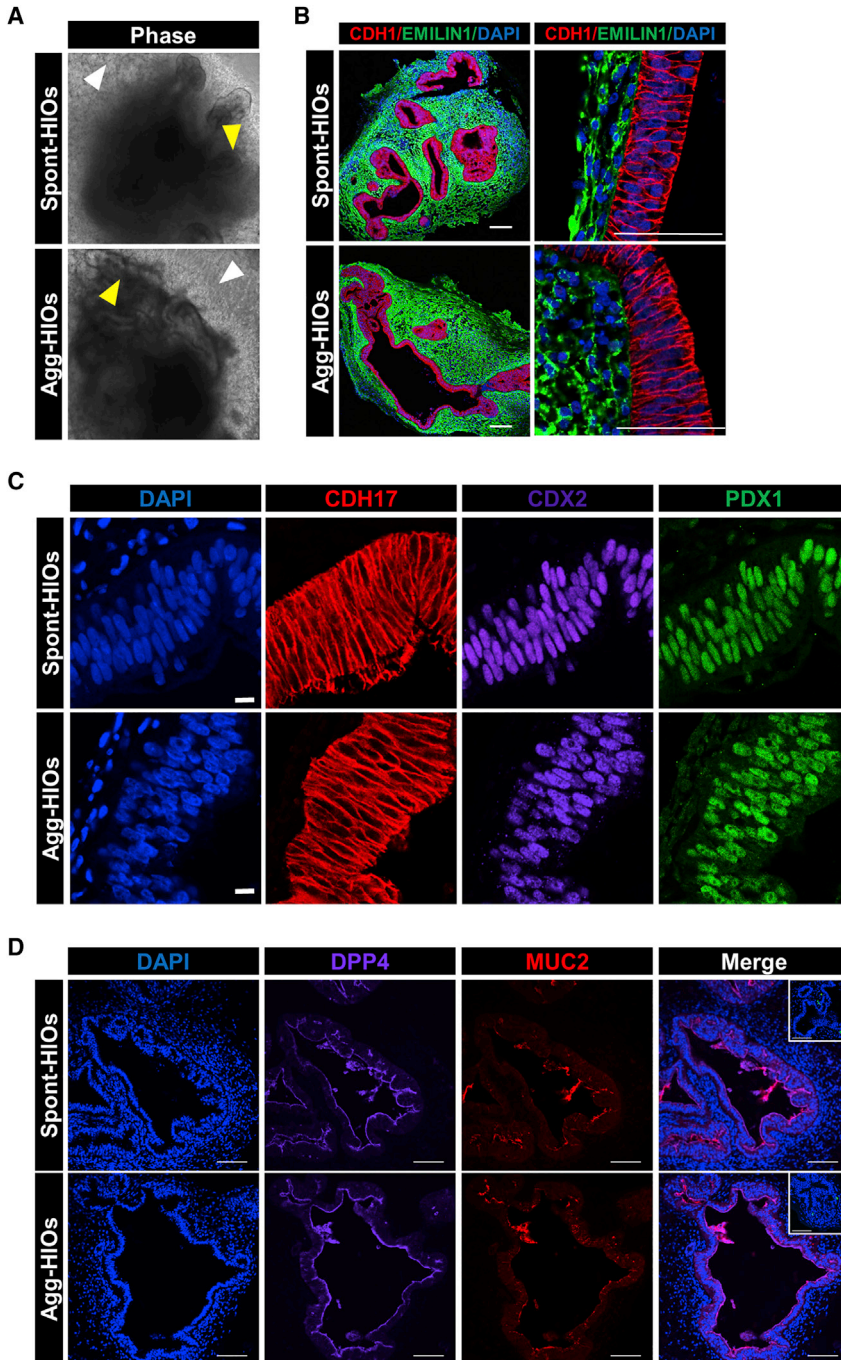 A
Phase
Spont-HIOs
Agg-HIOs
B
CDH1/EMILIN1/DAPI
CDH1/EMILIN1/DAPI
Spont-HIOs
Agg-HIOs
C
DAPI
CDH17
CDX2
PDX1
Spont-HIOs
Agg-HIOs
D
DAPI
DPP4
MUC2
Merge
Spont-HIOs
Agg-HIOs